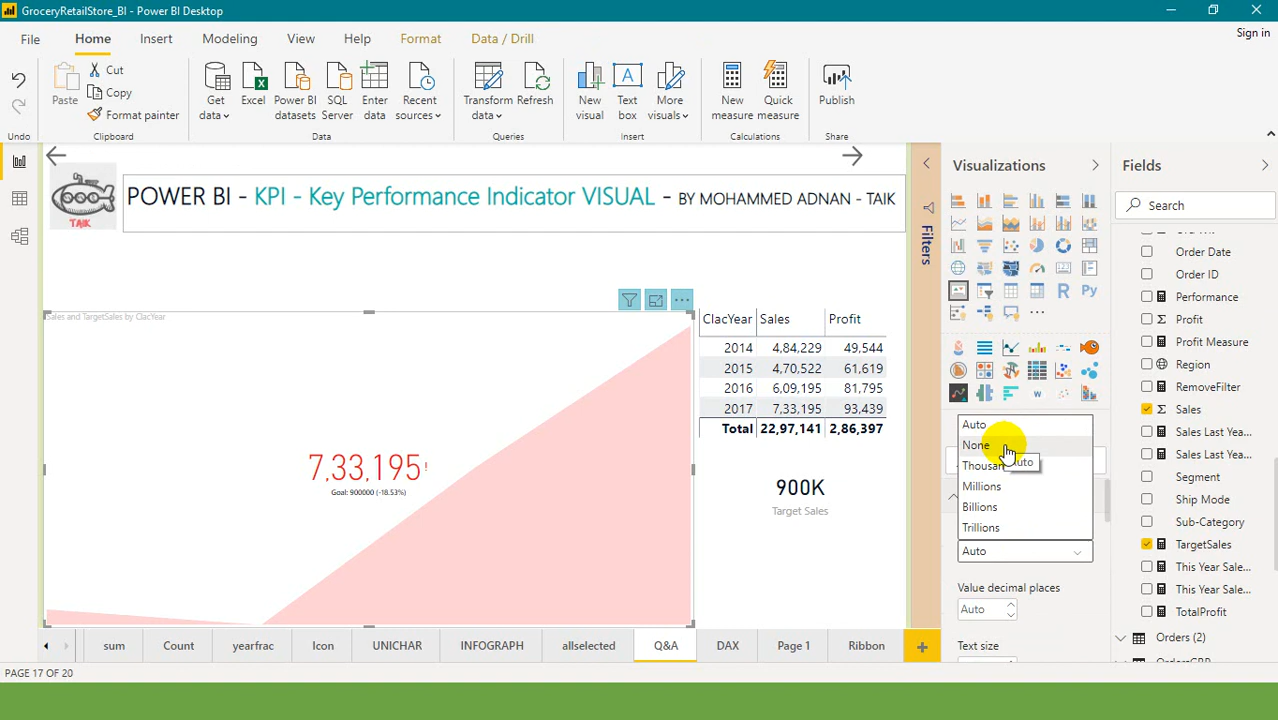 GroceryRetailStore_BI - Power BI Desktop
Sign in
File
Home
Insert
Modeling
View
Help
Format
Data / Drill
Paste
Cut
Copy
Format painter
Get data
Excel
Power BI datasets
SQL Server
Enter data
Recent sources
Transform data
Refresh
New visual
Text box
More visuals
New measure
Quick measure
Publish
Undo
Clipboard
Data
Queries
Insert
Calculations
Share
TAIK
POWER BI - KPI - Key Performance Indicator VISUAL - BY MOHAMMED ADNAN - TAIK
Sales and TargetSales by ClacYear
7,33,195!
Goal: 900000 (-18.53%)
ClacYear Sales Profit
2014 4,84,229 49,544
2015 4,70,522 61,619
2016 6,09,195 81,795
2017 7,33,195 93,439
Total 22,97,141 2,86,397
900K
Target Sales
Filters
Visualizations
R
Py
Auto
None
Thousan
Auto
Millions
Billions
Trillions
Auto
Value decimal places
Auto
Text size
Fields
Search
Order Date
Order ID
Performance
Profit
Profit Measure
Region
RemoveFilter
Sales
Sales Last Yea...
Sales Last Yea...
Segment
Ship Mode
Sub-Category
TargetSales
This Year Sale...
This Year Sale...
TotalProfit
Orders (2)
sum
Count
yearfrac
Icon
UNICHAR
INFOGRAPH
allselected
Q&A
DAX
Page 1
Ribbon
PAGE 17 OF 20